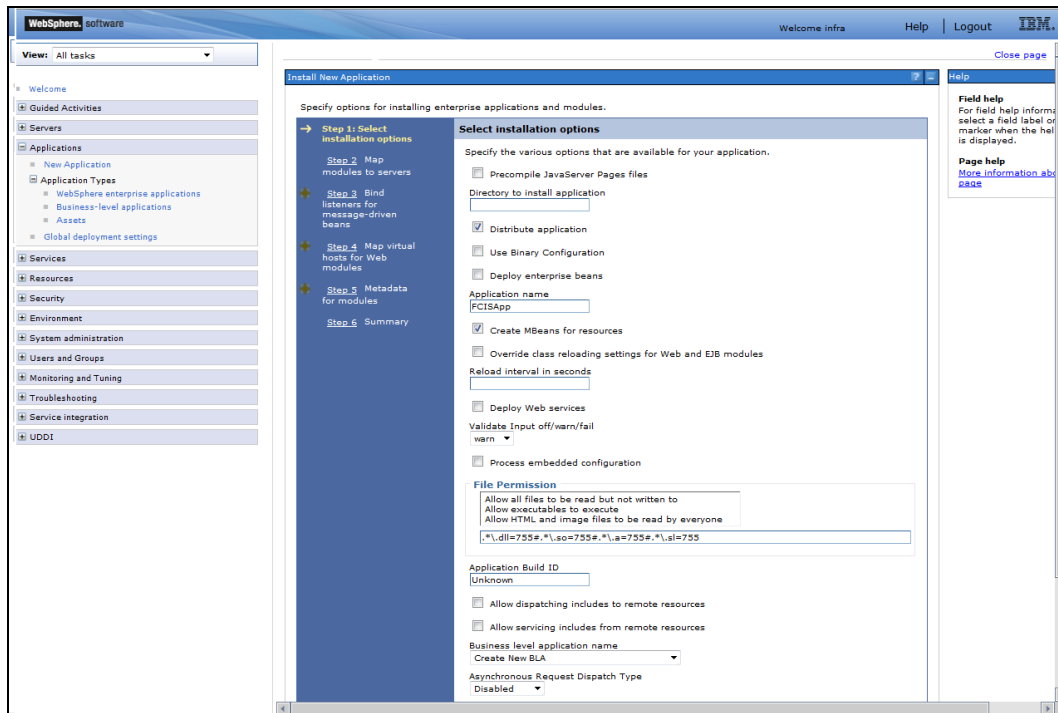 WebSphere. software
Welcome infra
Help
Logout
IBM.
View: All tasks
Close page
Welcome
Guided Activities
Servers
Applications
New Application
Application Types
WebSphere enterprise applications
Business-level applications
Assets
Global deployment settings
Services
Resources
Security
Environment
System administration
Users and Groups
Monitoring and Tuning
Troubleshooting
Service integration
UDDI
Install New Application
?
Specify options for installing enterprise applications and modules.
Step 1: Select
installation options
Step 2 Map
modules to servers
Step 3 Bind
listeners for
message-driven
beans
Step 4 Map virtual
hosts for Web
modules
Step 5 Metadata
for modules
Step 6 Summary
Select installation options
Specify the various options that are available for your application.
Precompile JavaServer Pages files
Directory to install application
Distribute application
Use Binary Configuration
Deploy enterprise beans
Application name
FCISApp
Create MBeans for resources
Override class reloading settings for Web and EJB modules
Reload interval in seconds
Deploy Web services
Validate Input off/warn/fail
warn
Process embedded configuration
File Permission
Allow all files to be read but not written to
Allow executables to execute
Allow HTML and image files to be read by everyone
.*\.dll=755#.*\.so=755#.*\.a=755#.*\.sl=755
Application Build ID
Unknown
Allow dispatching includes to remote resources
Allow servicing includes from remote resources
Business level application name
Create New BLA
Asynchronous Request Dispatch Type
Disabled
Help
Field help
For field help informa
select a field label or
marker when the hel
is displayed.
Page help
More information abo
page